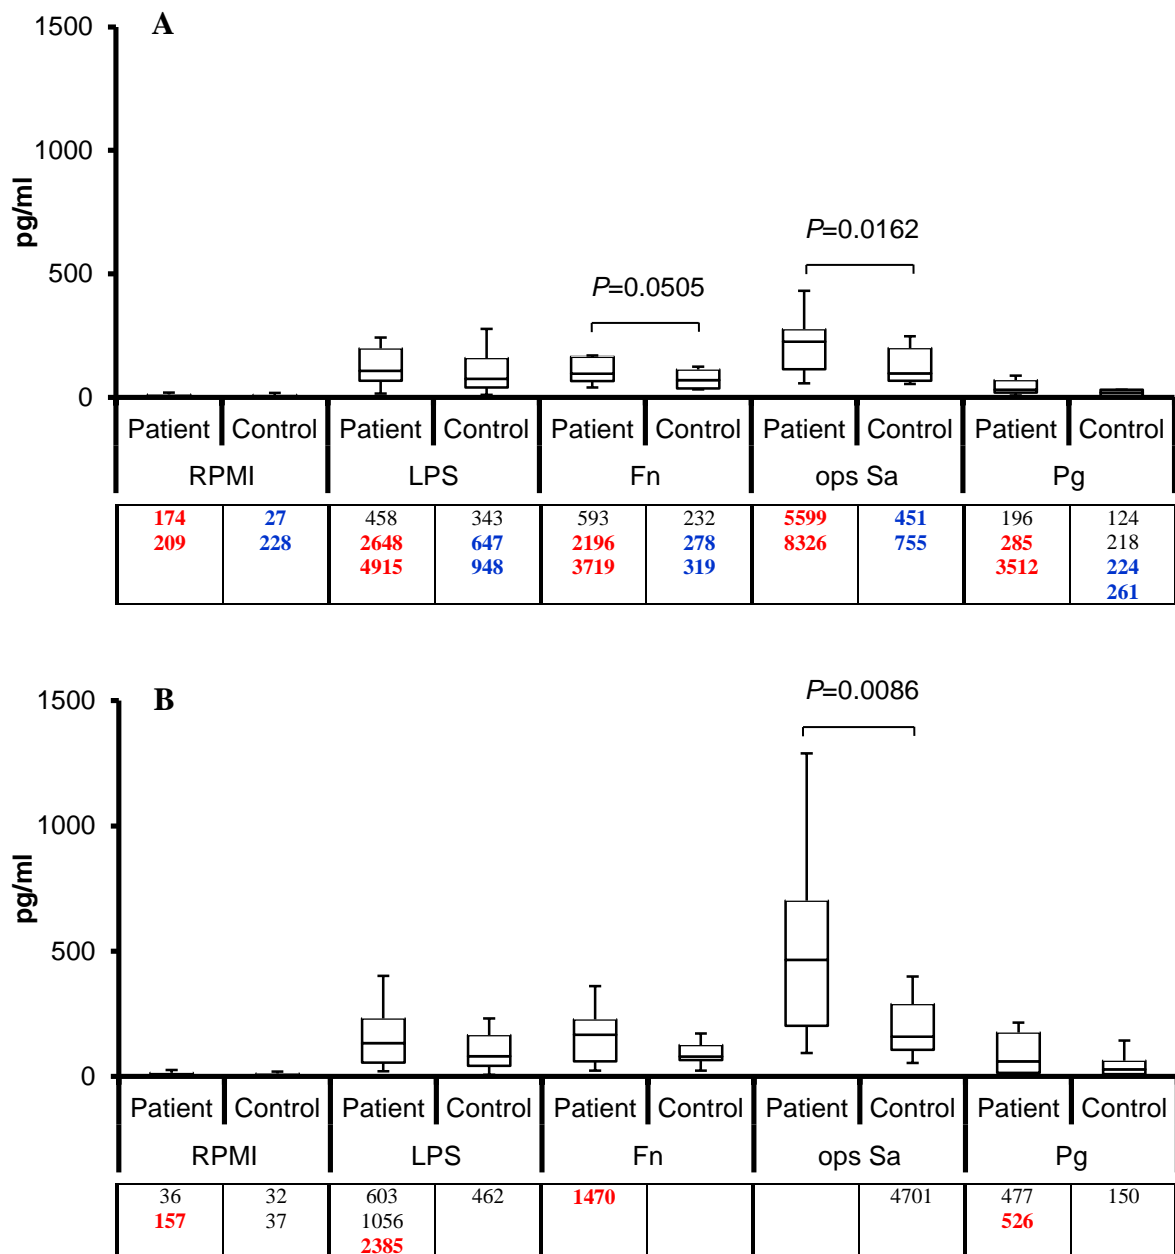 A
1500
1000
500
0
pg/ml
P=0.0505
P=0.0162
Patient Control Patient Control Patient Control Patient Control Patient Control
RPMI LPS Fn ops Sa Pg
174 27 458 343 593 232 5599 451 196 124
209 228 2648 647 2196 278 8326 755 285 218
4915 948 3719 319 3512 224
261
B
1500
1000
500
0
pg/ml
P=0.0086
Patient Control Patient Control Patient Control Patient Control Patient Control
RPMI LPS Fn ops Sa Pg
36 32 603 462 1470 4701 477 150
157 37 1056 526
2385